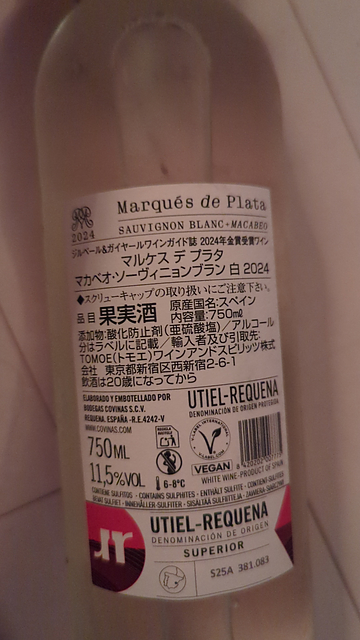 Marqués de Plata
2024
SAUVIGNON BLANC + MACABEO
ジルベール&ガイヤールワインガイド誌 2024年金賞受賞ワイン
マルケス デ プラタ
マカベオ・ソーヴィニョンブラン 白 2024
◆スクリューキャップの取り扱いにご注意下さい。
品目 果実酒 原産国名:スペイン
内容量:750ml
添加物:酸化防止剤(亜硫酸塩)/アルコール
分はラベルに記載/輸入者及び引取先:
TOMOE(トモエ)ワインアンドスピリッツ株式
会社 東京都新宿区西新宿2-6-1
飲酒は20歳になってから
ELABORADO Y EMBOTELLADO POR
BODEGAS COVINAS S.C.V.
REQUENA. ESPAÑA -R.E.4242-V
WWW.COVINAS.COM
UTIEL-REQUENA
DENOMINACIÓN DE ORIGEN PROTEGIDA
750ML
11,5%VOL
6-8°C
VEGAN
WHITE WINE-PRODUCT OF SPAIN
CONTIENE SULFITOS - CONTAINS SULPHITES - ENTHÄLT SULFITE
UTIEL-REQUENA
DENOMINACIÓN DE ORIGEN
SUPERIOR
S25A 381.083